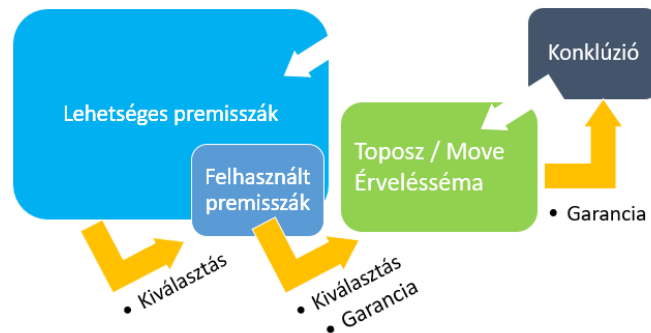 Konklúzió
Lehetséges premisszák
Toposz / Move
Érvelésséma
Felhasznált
premisszák
• Garancia
• Kiválasztás
• Kiválasztás
• Garancia